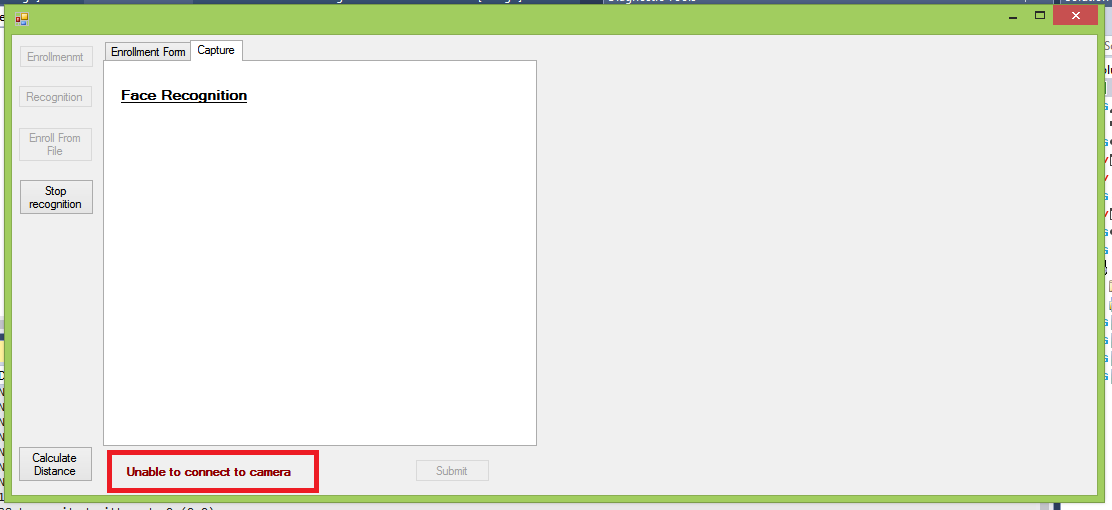 Enrollmenmt
Recognition
Enroll From
File
Stop
recognition
Calculate
Distance
Enrollment Form
Capture
Face Recognition
Unable to connect to camera
Submit